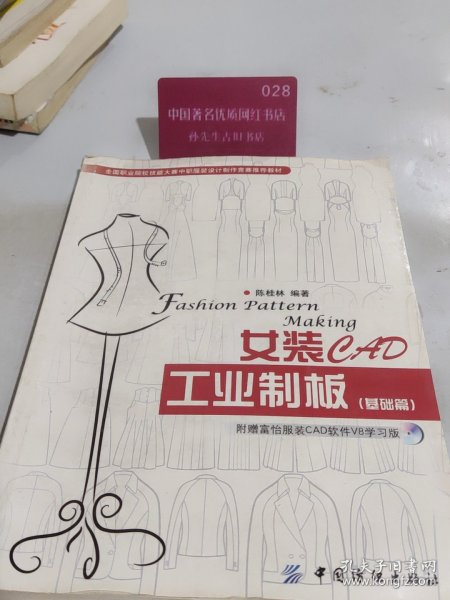 028
中国著名优质网红书店
孙先生古旧书店
全国职业院校技能大赛中职服装设计制作竞赛推荐教材
陈桂林 编著
Fashion Pattern
Making
女装CAD
工业制板(基础篇)
附赠富怡服装CAD软件V8学习版
中国
孔夫子旧书网